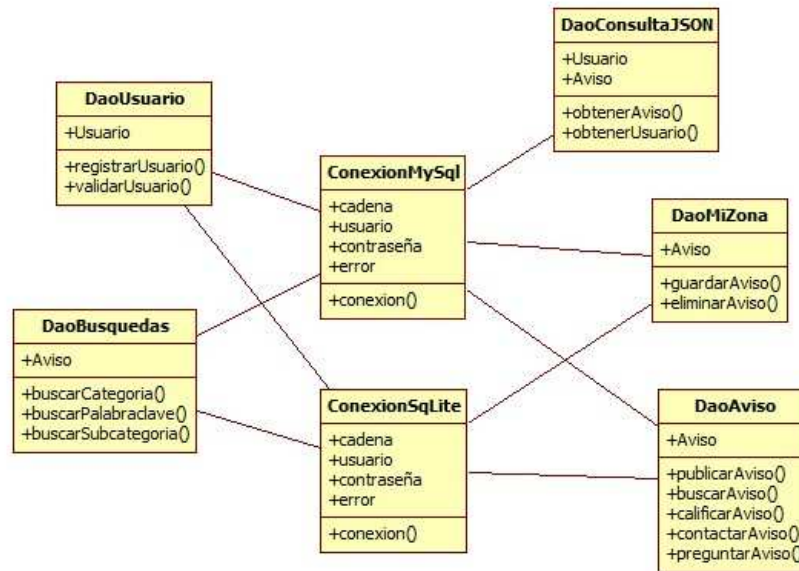 DaoConsultaJSON
+Usuario
+Aviso
+obtenerAviso()
+obtenerUsuario()
DaoUsuario
+Usuario
+registrarUsuario()
+validarUsuario()
ConexionMySql
+cadena
+usuario
+contraseña
+error
+conexion()
DaoMiZona
+Aviso
+guardarAviso()
+eliminarAviso()
DaoBusquedas
+Aviso
+buscarCategoria()
+buscarPalabraclave()
+buscarSubcategoria()
ConexionSqLite
+cadena
+usuario
+contraseña
+error
+conexion()
DaoAviso
+Aviso
+publicarAviso()
+buscarAviso()
+calificarAviso()
+contactarAviso()
+preguntarAviso()